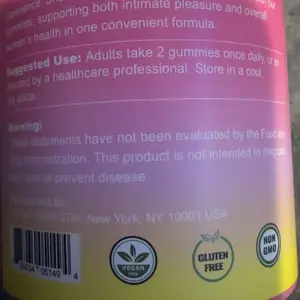 gummies, supporting both intimate pleasure and overall
women's health in one convenient formula.
Suggested Use: Adults take 2 gummies once daily, or as
directed by a healthcare professional Store in a cool,
dry place.
Warning!
These statements have not been evaluated by the Food and
Drug Administration. This product is not intended to diagnose,
treat, cure or prevent disease
New York, NY 10001 USA
VEGAN
GLUTEN
FREE
NON
GMO
05149 4